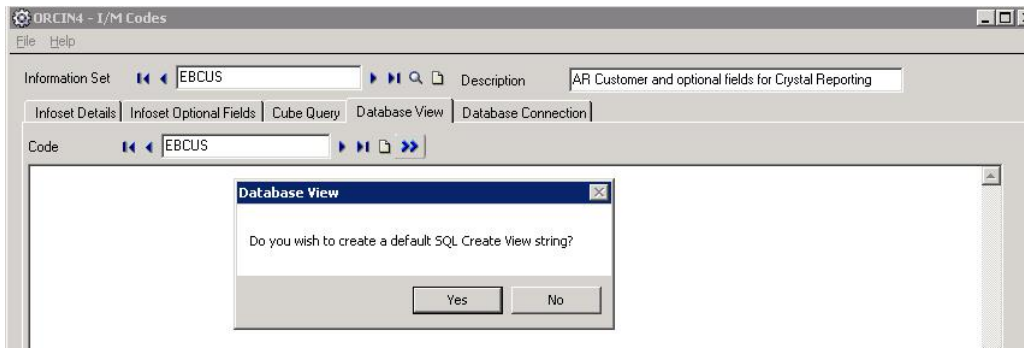 ORCIN4 - I/M Codes
File Help
Information Set EBCUS Description AR Customer and optional fields for Crystal Reporting
Infoset Details Infoset Optional Fields Cube Query Database View Database Connection
Code EBCUS
Database View
Do you wish to create a default SQL Create View string?
Yes No